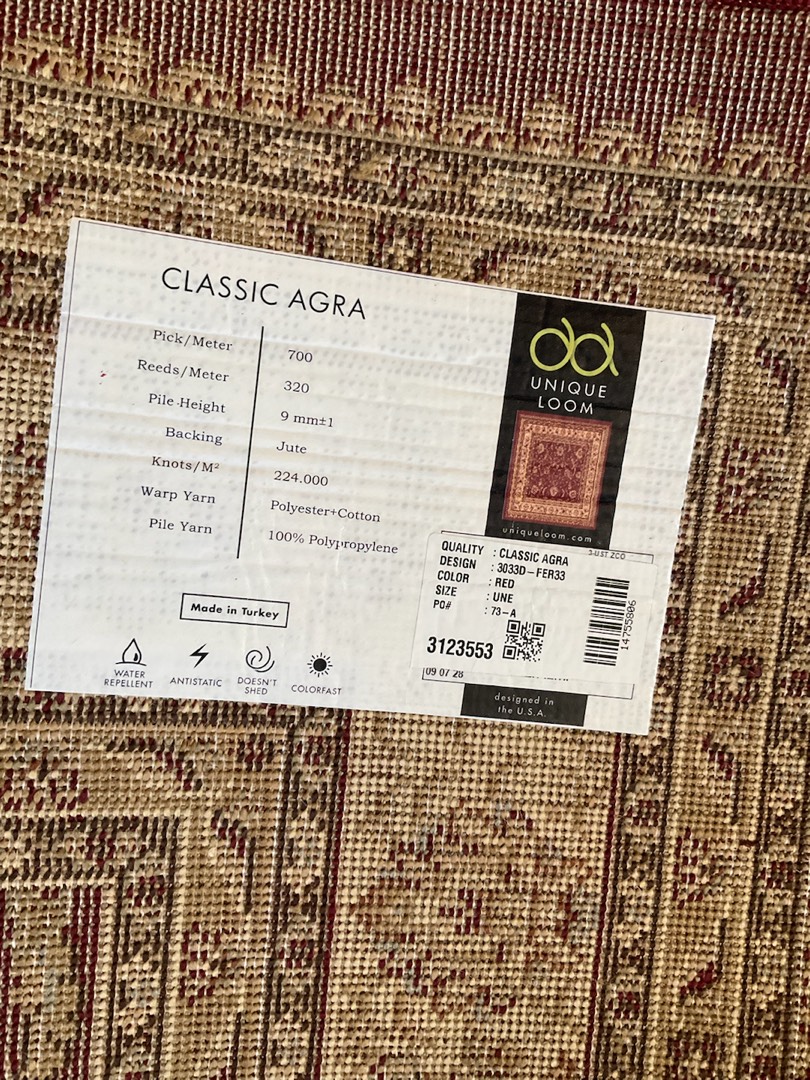 CLASSIC AGRA
Pick/Meter 700
Reeds/Meter 320
Pile Height 9 mm±1
Backing Jute
Knots/M² 224.000
Warp Yarn Polyester+Cotton
Pile Yarn 100% Polypropylene
Made in Turkey
WATER REPELLENT
ANTISTATIC
DOESN'T SHED
COLORFAST
UNIQUE
LOOM
uniqueloom.com
QUALITY : CLASSIC AGRA
DESIGN : 3033D-FER33
COLOR : RED
SIZE : UNE
PO# : 73-A
3123553
14755806
09 07 28
designed in
the U.S.A.